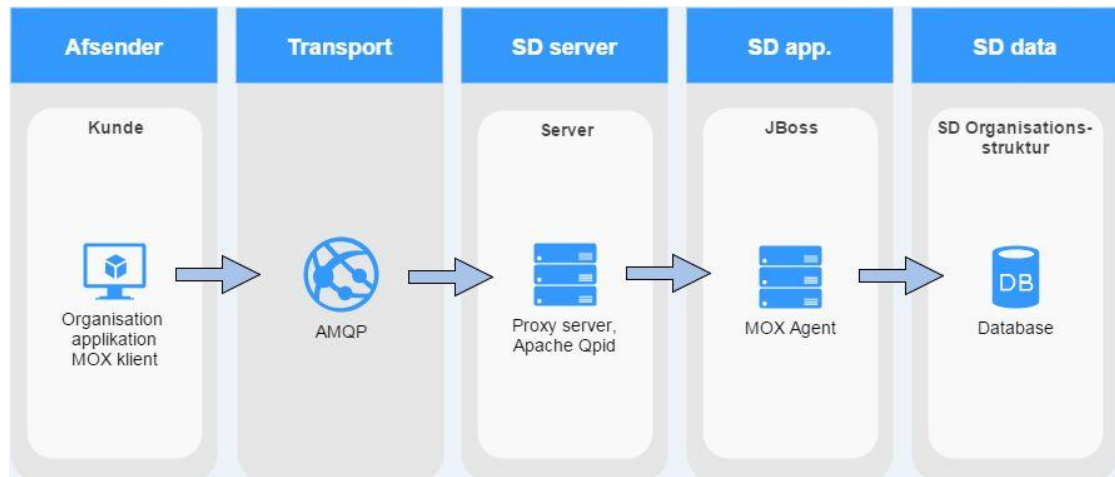 Afsender
Transport
SD server
SD app.
SD data
Kunde
Server
JBoss
SD Organisations-
struktur
Organisation
applikation
MOX klient
AMQP
Proxy server,
Apache Qpid
MOX Agent
DB
Database